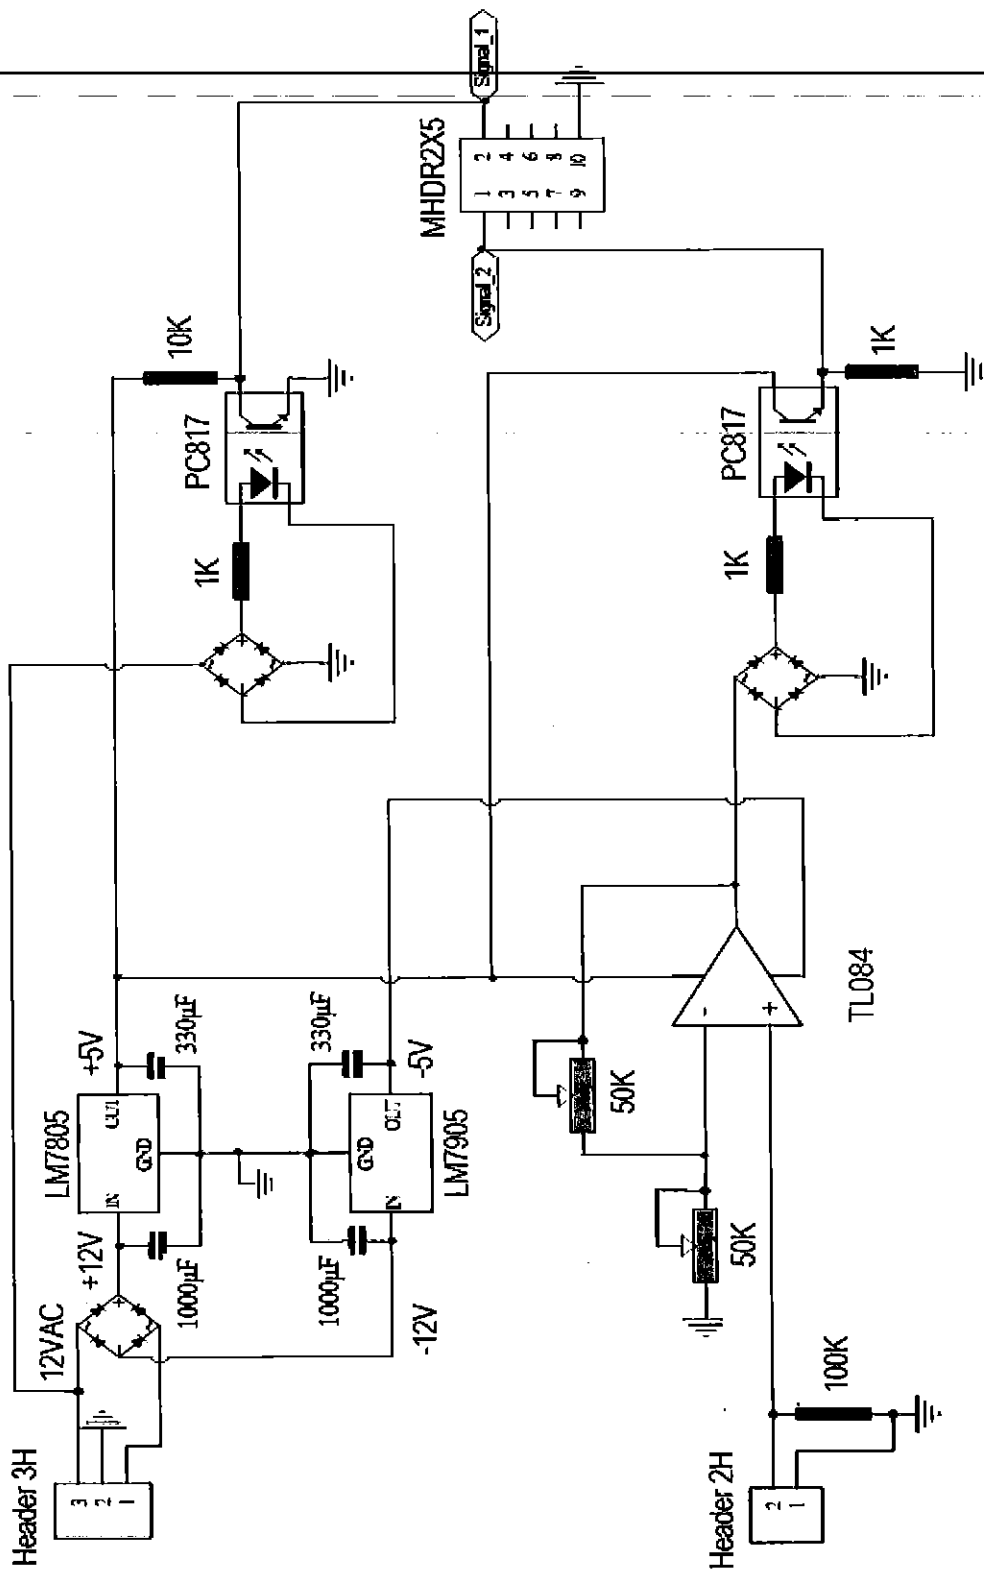 Header 3H
3
2
1
12VAC
+12V
-12V
1000µF
1000µF
LM7805
IN
OUT
GND
LM7905
IN
OUT
GND
+5V
-5V
330µF
330µF
1K
PC817
10K
Signal_1
MHDR2X5
1 2
3 4
5 6
7 8
9 10
Signal_2
Header 2H
2
1
100K
50K
50K
-
+
TL084
1K
PC817
1K